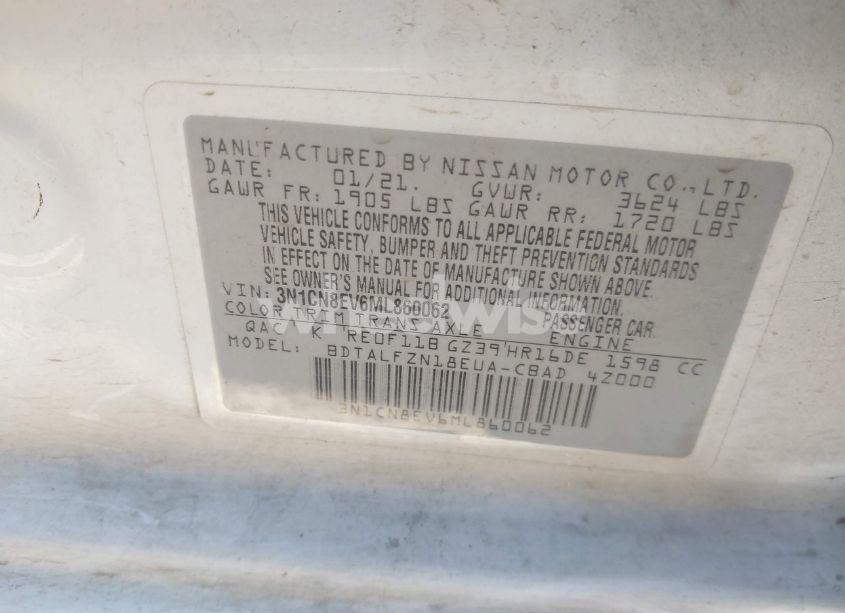 MANUFACTURED BY NISSAN MOTOR CO., LTD.
DATE: 01/21. GVWR: 3624 LBS
GAWR FR: 1905 LBS GAWR RR: 1720 LBS
THIS VEHICLE CONFORMS TO ALL APPLICABLE FEDERAL MOTOR
VEHICLE SAFETY, BUMPER AND THEFT PREVENTION STANDARDS
IN EFFECT ON THE DATE OF MANUFACTURE SHOWN ABOVE.
SEE OWNER'S MANUAL FOR ADDITIONAL INFORMATION.
VIN: 3N1CN8EV6ML860062 PASSENGER CAR
COLOR TRIM TRANS AXLE ENGINE
QAC K RE0F11B GZ39 HR16DE 1598 CC
MODEL: BDTALFZN18EUA-CBAD 4Z000
3N1CN8EV6ML860062